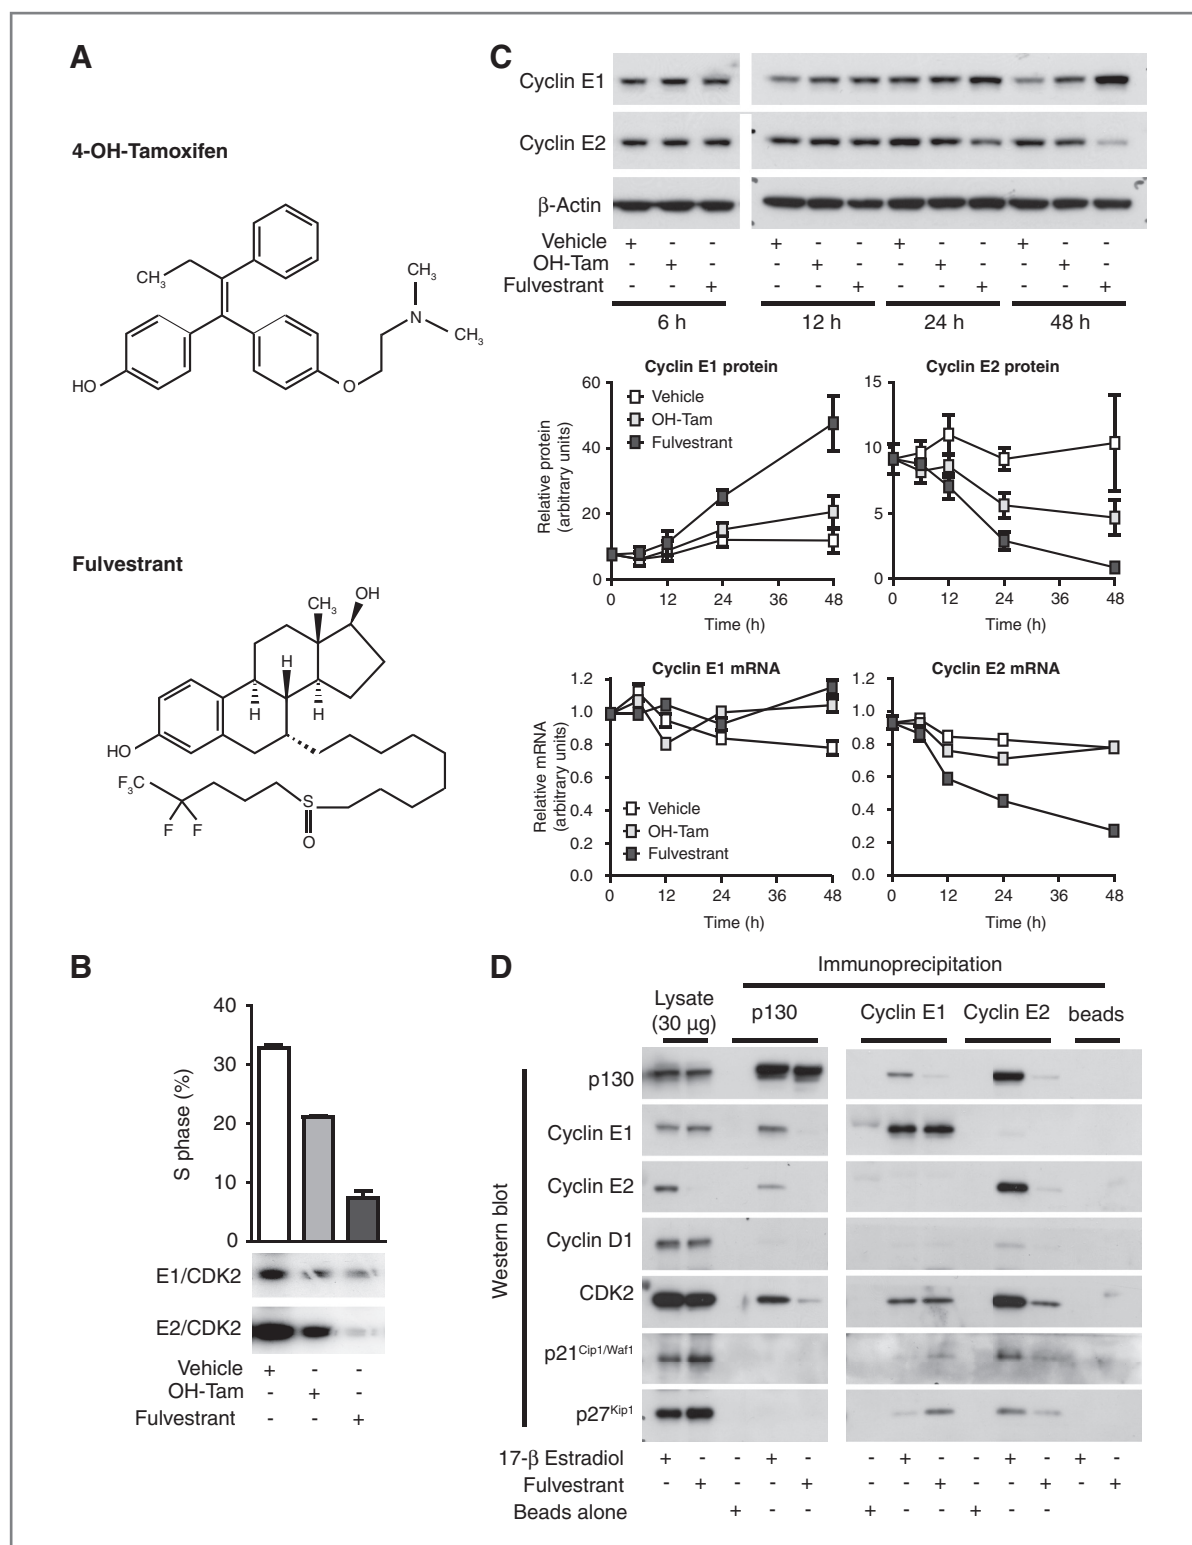 A
4-OH-Tamoxifen
CH3
CH3
N
CH3
HO
O
Fulvestrant
CH3
OH
H
H
H
HO
F3C
F
F
S
O
B
S phase (%)
40
30
20
10
0
E1/CDK2
E2/CDK2
Vehicle + - -
OH-Tam - + -
Fulvestrant - - +
C
Cyclin E1
Cyclin E2
β-Actin
Vehicle + - - + - - + - - + - -
OH-Tam - + - - + - - + - - + -
Fulvestrant - - + - - + - - + - - +
6 h 12 h 24 h 48 h
Cyclin E1 protein
Relative protein
(arbitrary units)
60
40
20
0
Vehicle
OH-Tam
Fulvestrant
0 12 24 36 48
Time (h)
Cyclin E2 protein
15
10
5
0
0 12 24 36 48
Time (h)
Cyclin E1 mRNA
Relative mRNA
(arbitrary units)
1.2
1.0
0.8
0.6
0.4
0.2
0.0
Vehicle
OH-Tam
Fulvestrant
0 12 24 36 48
Time (h)
Cyclin E2 mRNA
1.2
1.0
0.8
0.6
0.4
0.2
0.0
0 12 24 36 48
Time (h)
D
Immunoprecipitation
Lysate
(30 μg)
p130
Cyclin E1
Cyclin E2
beads
Western blot
p130
Cyclin E1
Cyclin E2
Cyclin D1
CDK2
p21Cip1/Waf1
p27Kip1
17-β Estradiol + - - + - - + - - + - + -
Fulvestrant - + - - + - - + - - + - +
Beads alone - - + - - + - - + - -